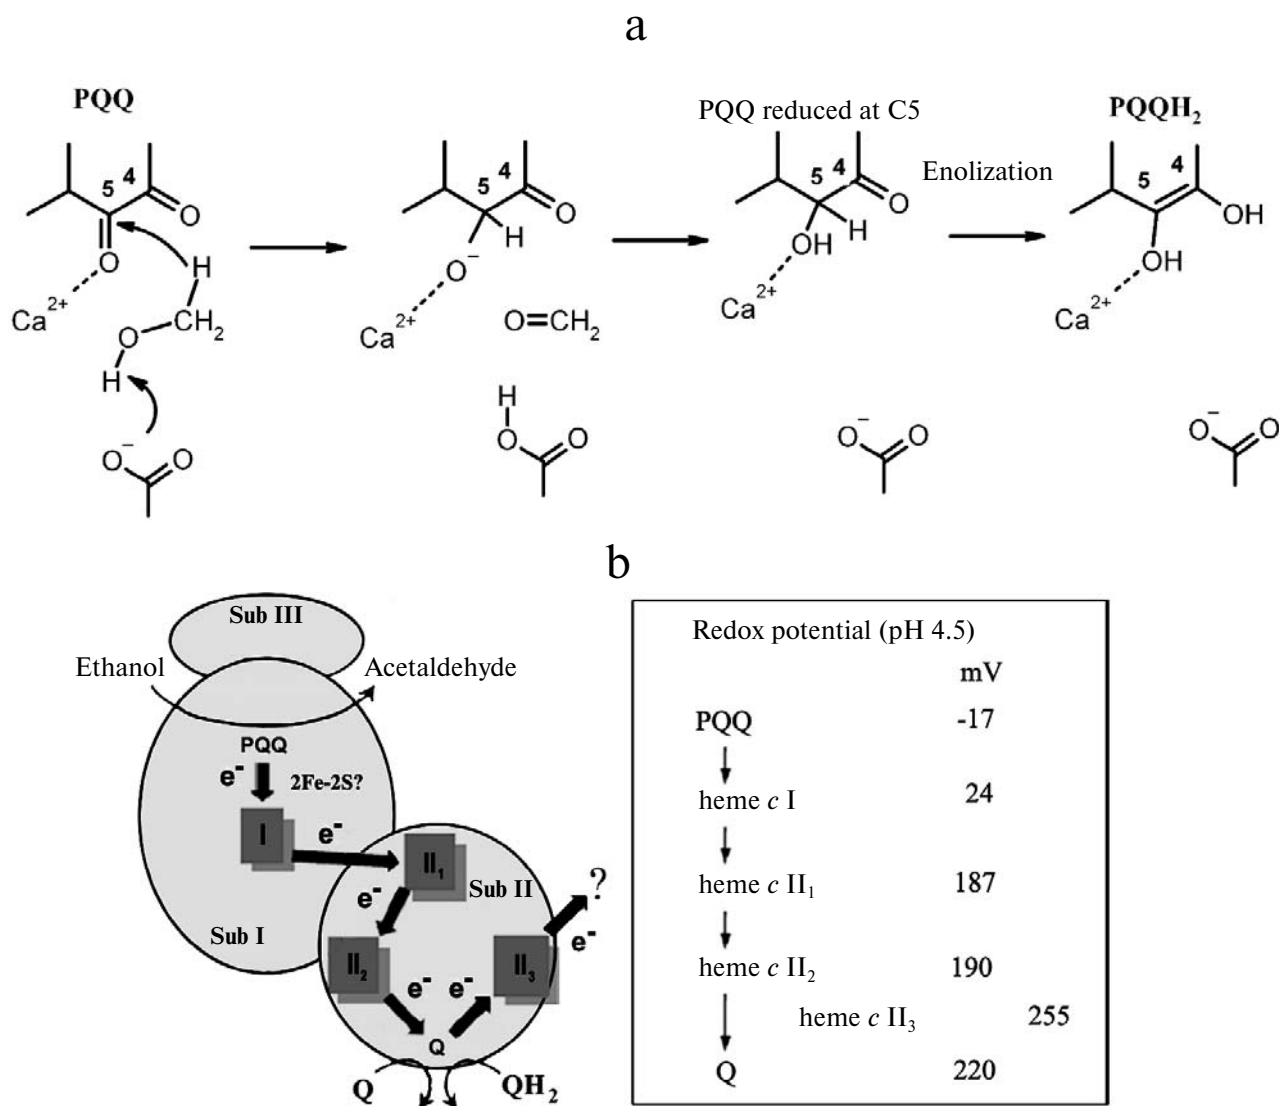 a
PQQ
5 4
O
O
H
Ca2+
CH2
O
H
O− O
5 4
O
H
O−
Ca2+
O=CH2
H
O O
PQQ reduced at C5
5 4
O
H
OH
Ca2+
O− O
Enolization
PQQH2
4
5
OH
OH
Ca2+
O− O
b
Sub III
Ethanol Acetaldehyde
PQQ
e- 2Fe-2S?
I e-
II1
Sub II ?
e-
e-
Sub I
II2 II3
e- e-
Q
Q QH2
Redox potential (pH 4.5)
mV
PQQ -17
heme c I 24
heme c II1 187
heme c II2 190
heme c II3 255
Q 220